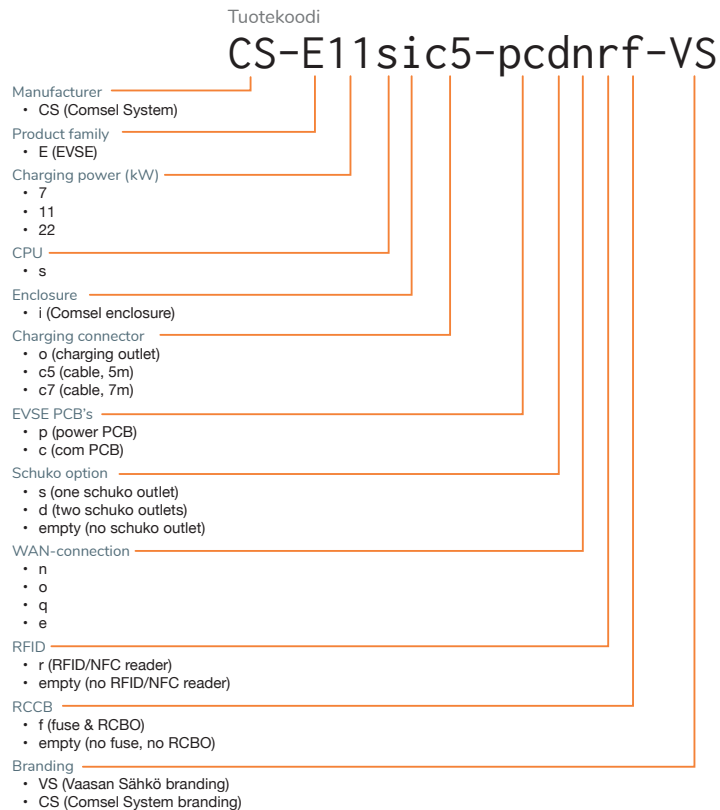 Tuotekoodi
CS-E11sic5-pcdnrf-VS
Manufacturer
• CS (Comsel System)
Product family
• E (EVSE)
Charging power (kW)
• 7
• 11
• 22
CPU
• s
Enclosure
• i (Comsel enclosure)
Charging connector
• o (charging outlet)
• c5 (cable, 5m)
• c7 (cable, 7m)
EVSE PCB's
• p (power PCB)
• c (com PCB)
Schuko option
• s (one schuko outlet)
• d (two schuko outlets)
• empty (no schuko outlet)
WAN-connection
• n
• o
• q
• e
RFID
• r (RFID/NFC reader)
• empty (no RFID/NFC reader)
RCCB
• f (fuse & RCBO)
• empty (no fuse, no RCBO)
Branding
• VS (Vaasan Sähkö branding)
• CS (Comsel System branding)